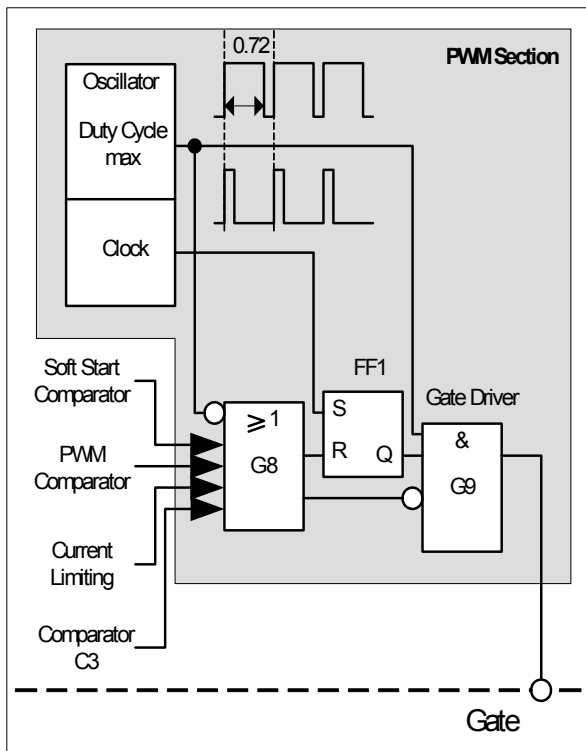 0.72
PWM Section
Oscillator
Duty Cycle
max
Clock
Soft Start
Comparator
PWM
Comparator
Current
Limiting
Comparator
C3
⩾1
G8
FF1
S
R
Q
Gate Driver
&
G9
Gate